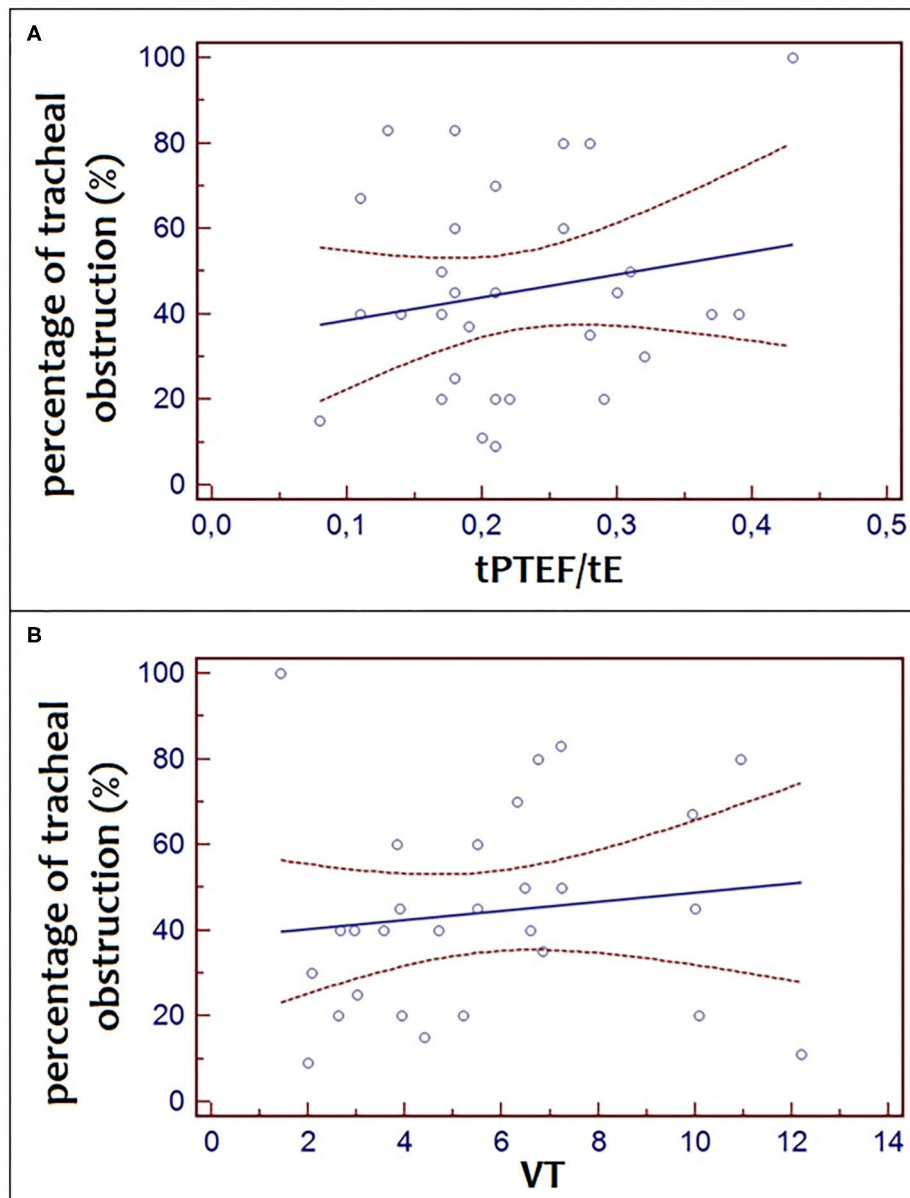 A
percentage of tracheal
obstruction (%)
100
80
60
40
20
0
0,0 0,1 0,2 0,3 0,4 0,5
tPTEF/tE
B
percentage of tracheal
obstruction (%)
100
80
60
40
20
0
0 2 4 6 8 10 12 14
VT